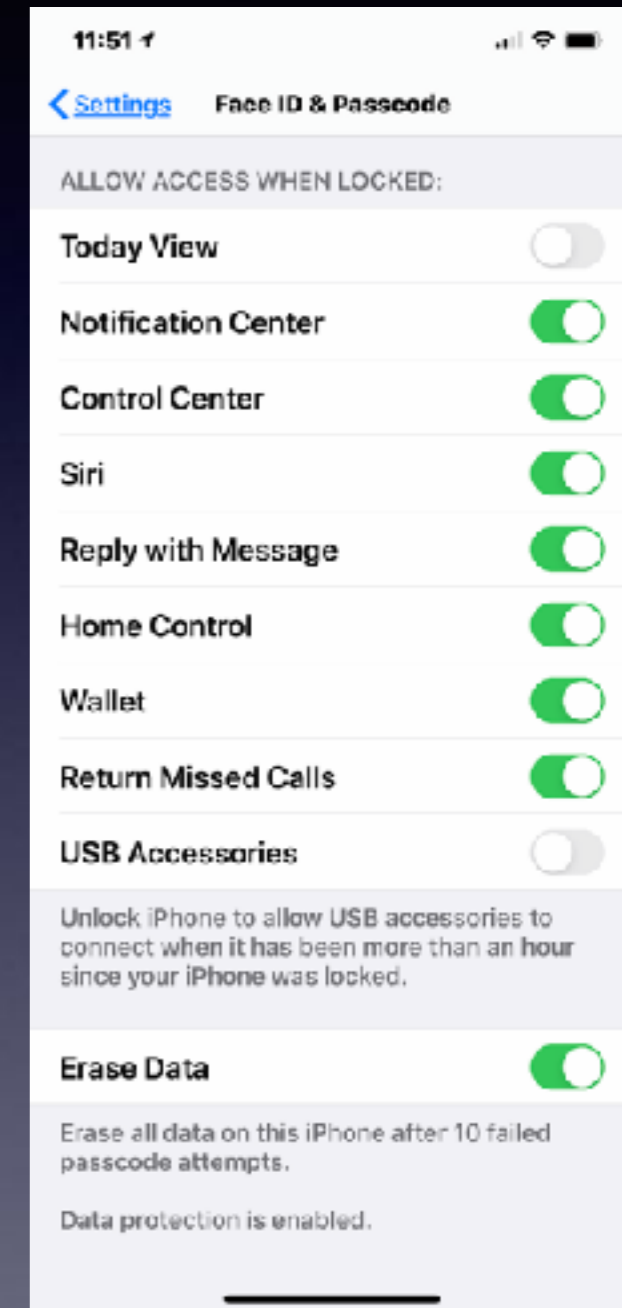 11:51
Settings
Face ID & Passcode
ALLOW ACCESS WHEN LOCKED:
Today View
Notification Center
Control Center
Siri
Reply with Message
Home Control
Wallet
Return Missed Calls
USB Accessories
Unlock iPhone to allow USB accessories to
connect when it has been more than an hour
since your iPhone was locked.
Erase Data
Erase all data on this iPhone after 10 failed
passcode attempts.
Data protection is enabled.